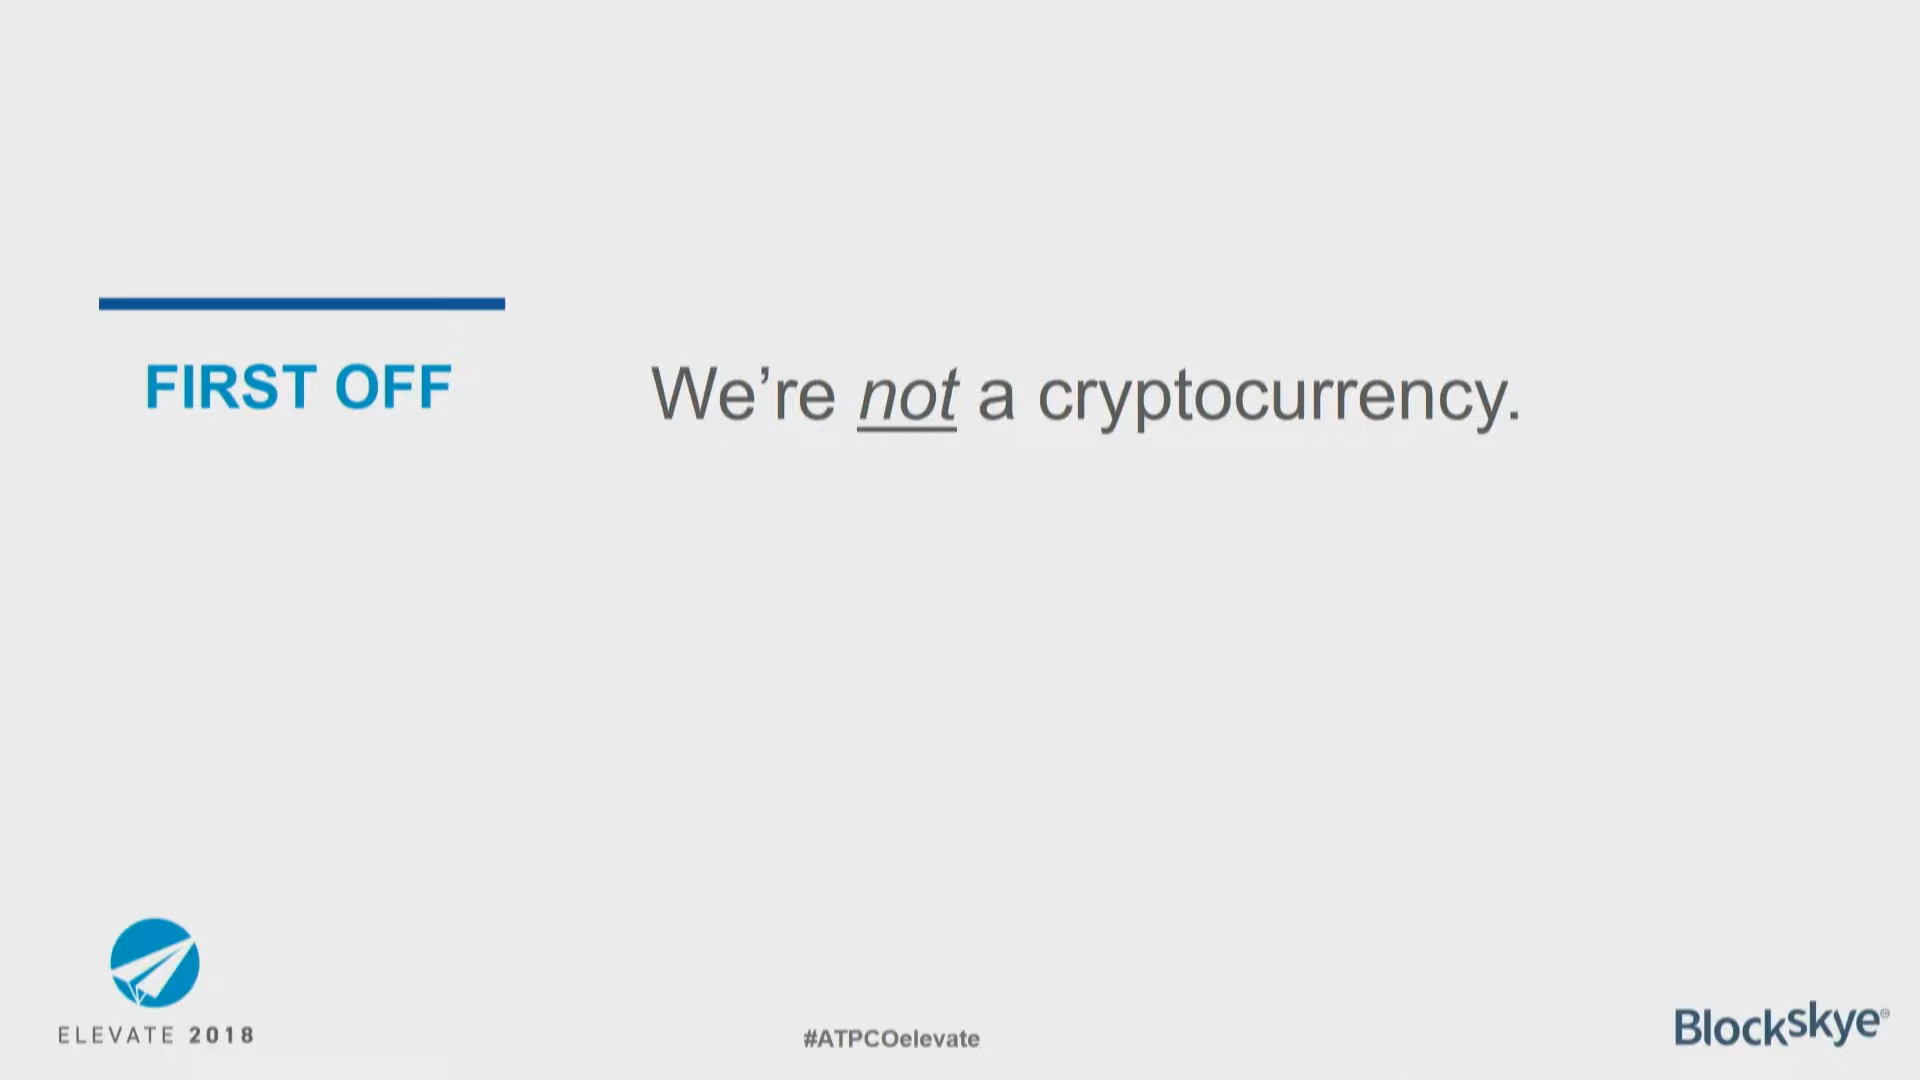 FIRST OFF
We’re not a cryptocurrency.
ELEVATE 2018
#ATPCOelevate
Blockskye